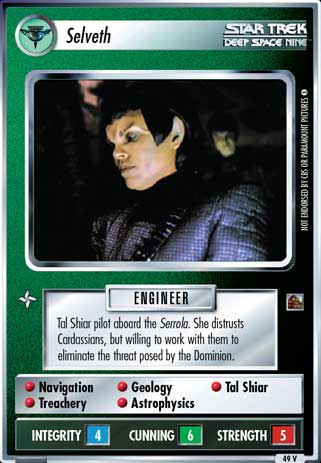 Selveth
STAR TREK
DEEP SPACE NINE
NOT ENDORSED BY CBS OR PARAMOUNT PICTURES
ENGINEER
Tal Shiar pilot aboard the Serrola. She distrusts
Cardassians, but willing to work with them to
eliminate the threat posed by the Dominion.
Navigation Geology Tal Shiar
Treachery Astrophysics
INTEGRITY 4 CUNNING 6 STRENGTH 5
49 V